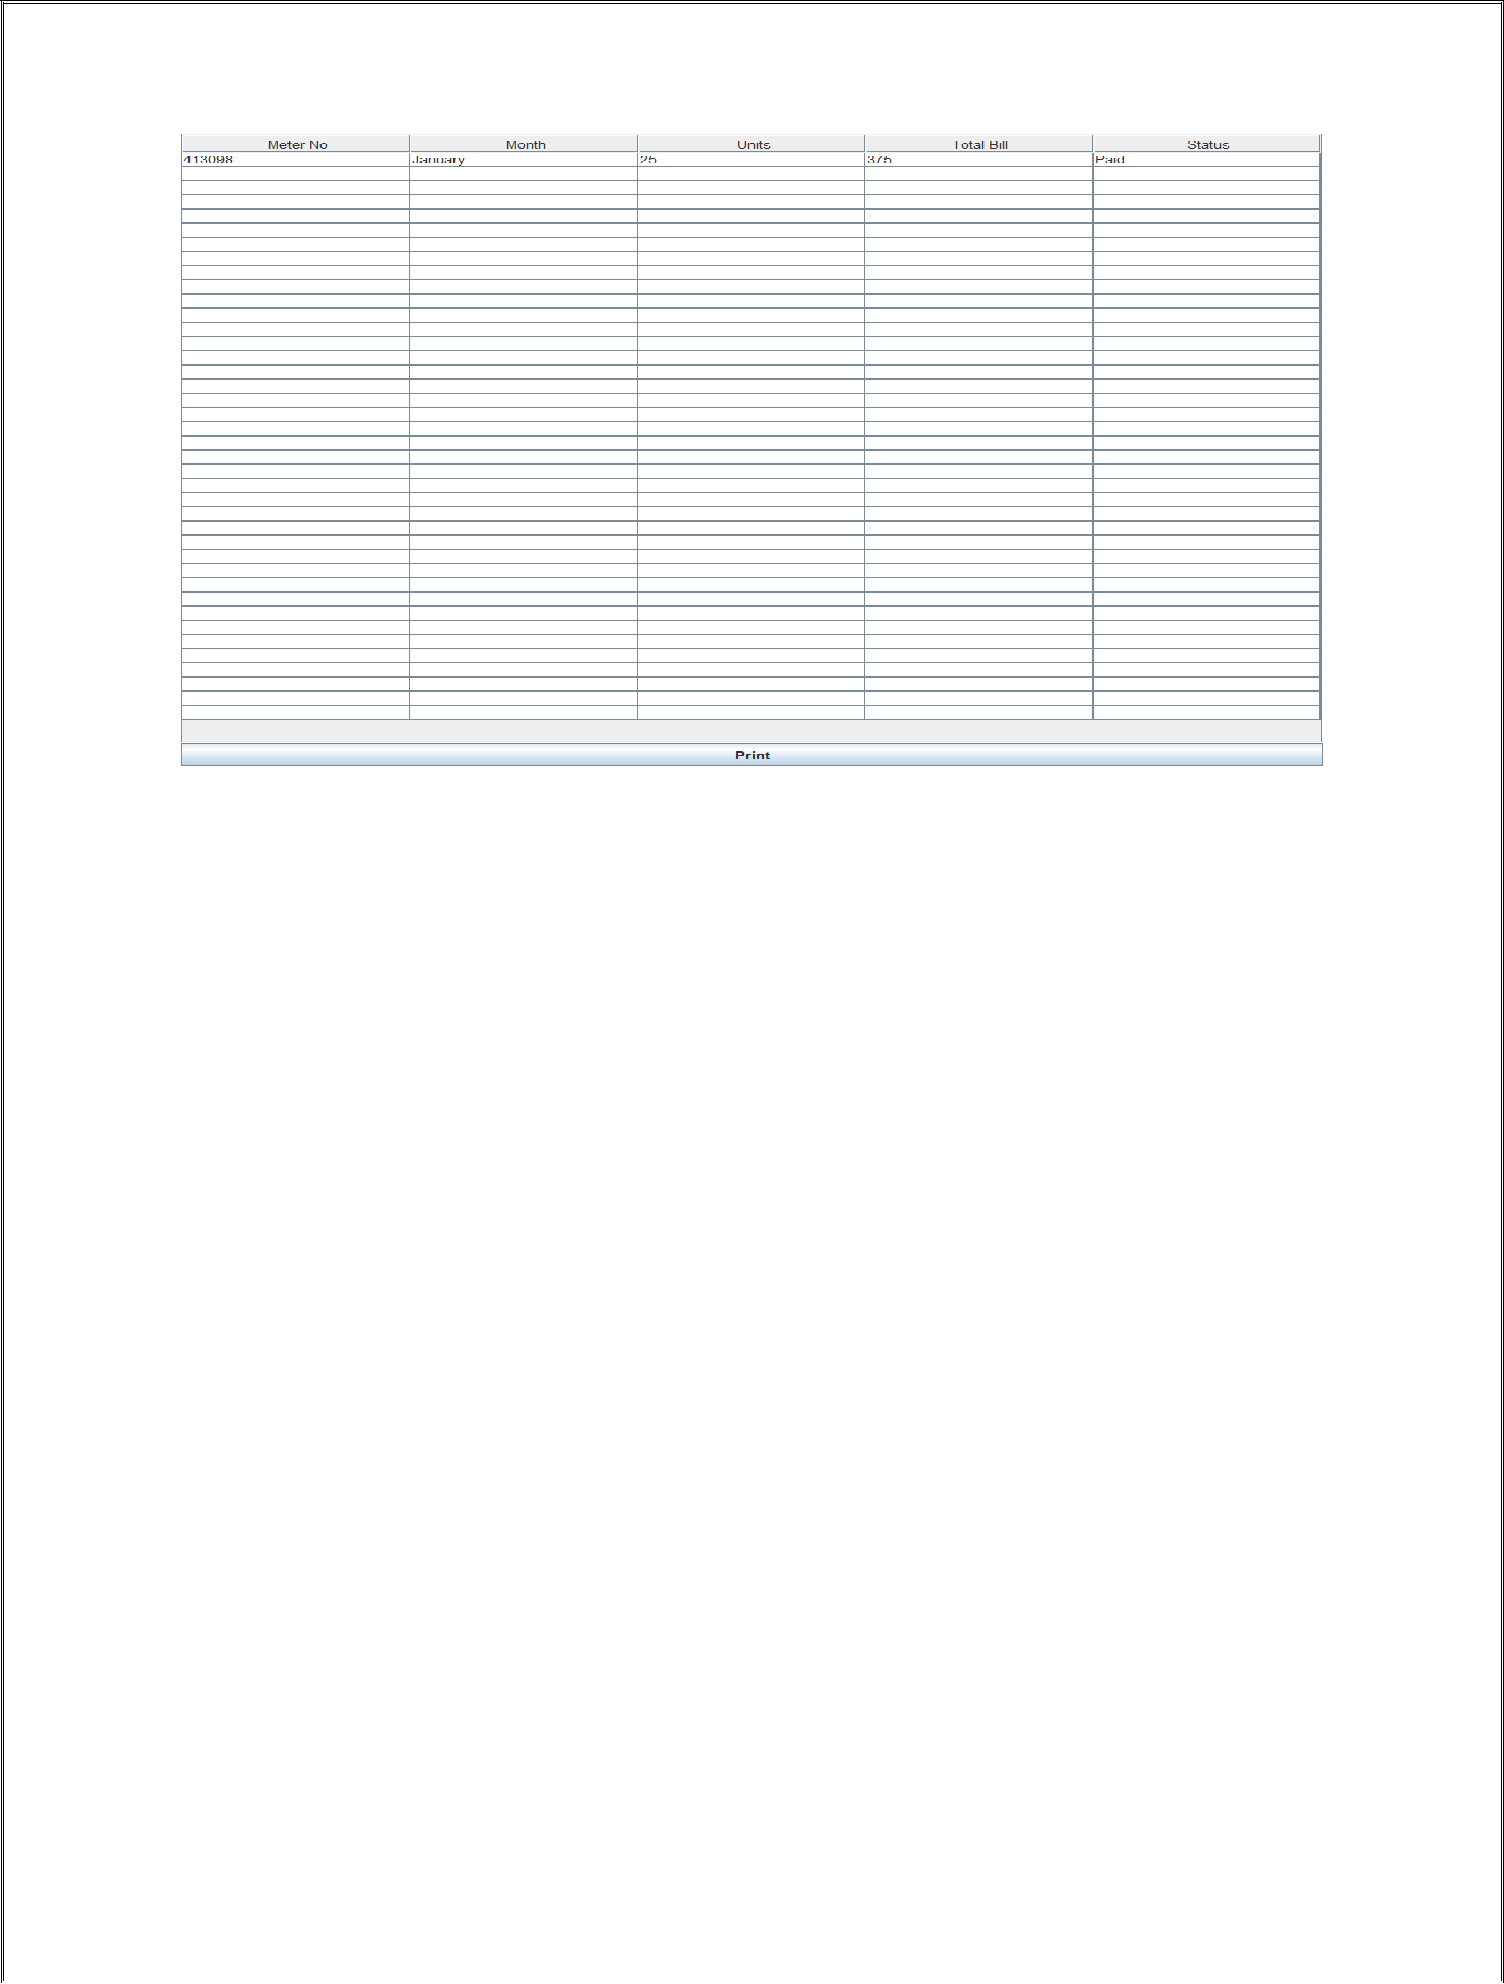 Meter No Month Units Total Bill Status
413098 January 25 375 Paid
Print